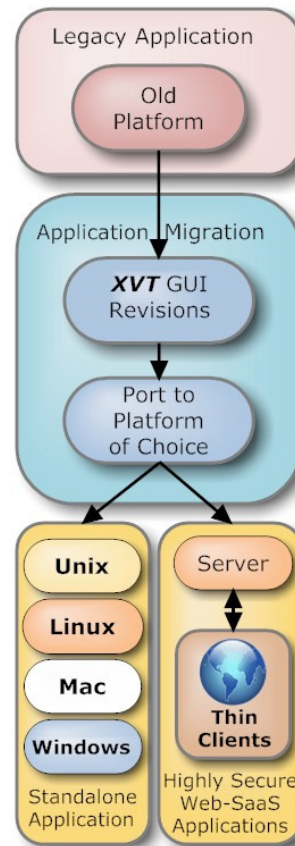 Legacy Application
Old
Platform
Application Migration
XVT GUI
Revisions
Port to
Platform
of Choice
Unix
Linux
Mac
Windows
Standalone
Application
Server
Thin
Clients
Highly Secure
Web-SaaS
Applications